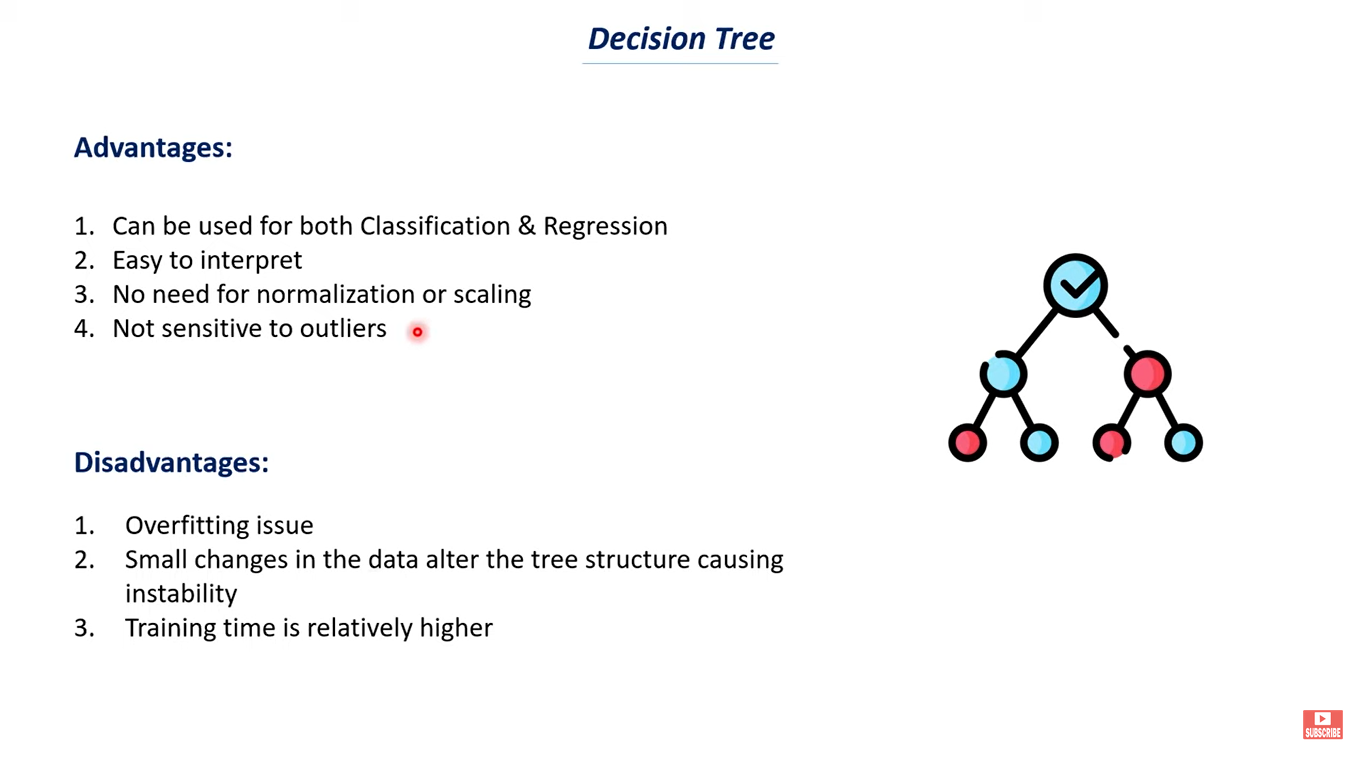 Decision Tree
Advantages:
1. Can be used for both Classification & Regression
2. Easy to interpret
3. No need for normalization or scaling
4. Not sensitive to outliers
Disadvantages:
1. Overfitting issue
2. Small changes in the data alter the tree structure causing
instability
3. Training time is relatively higher
SUBSCRIBE